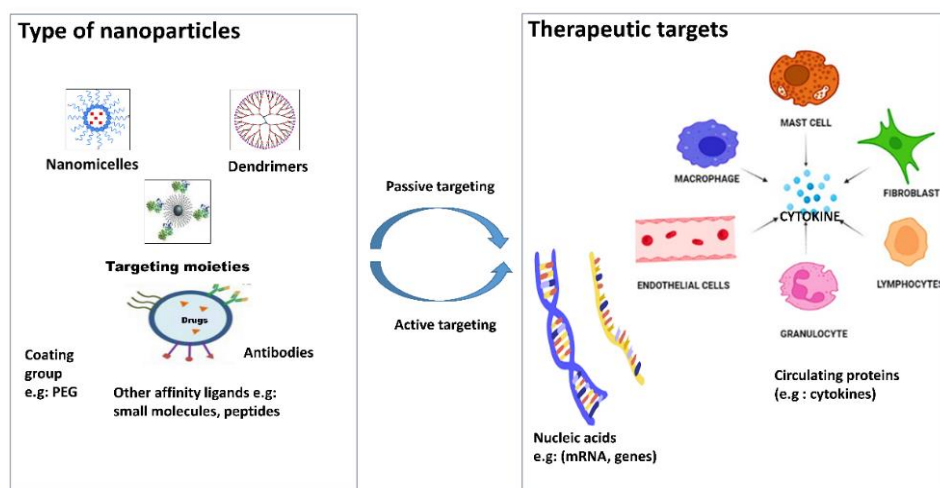 Type of nanoparticles
Nanomicelles
Dendrimers
Targeting moieties
Drugs
Antibodies
Coating
group
e.g: PEG
Other affinity ligands e.g:
small molecules, peptides
Passive targeting
Active targeting
Therapeutic targets
MAST CELL
MACROPHAGE
FIBROBLAST
CYTOKINE
ENDOTHELIAL CELLS
LYMPHOCYTES
GRANULOCYTE
Circulating proteins
(e.g : cytokines)
Nucleic acids
e.g: (mRNA, genes)